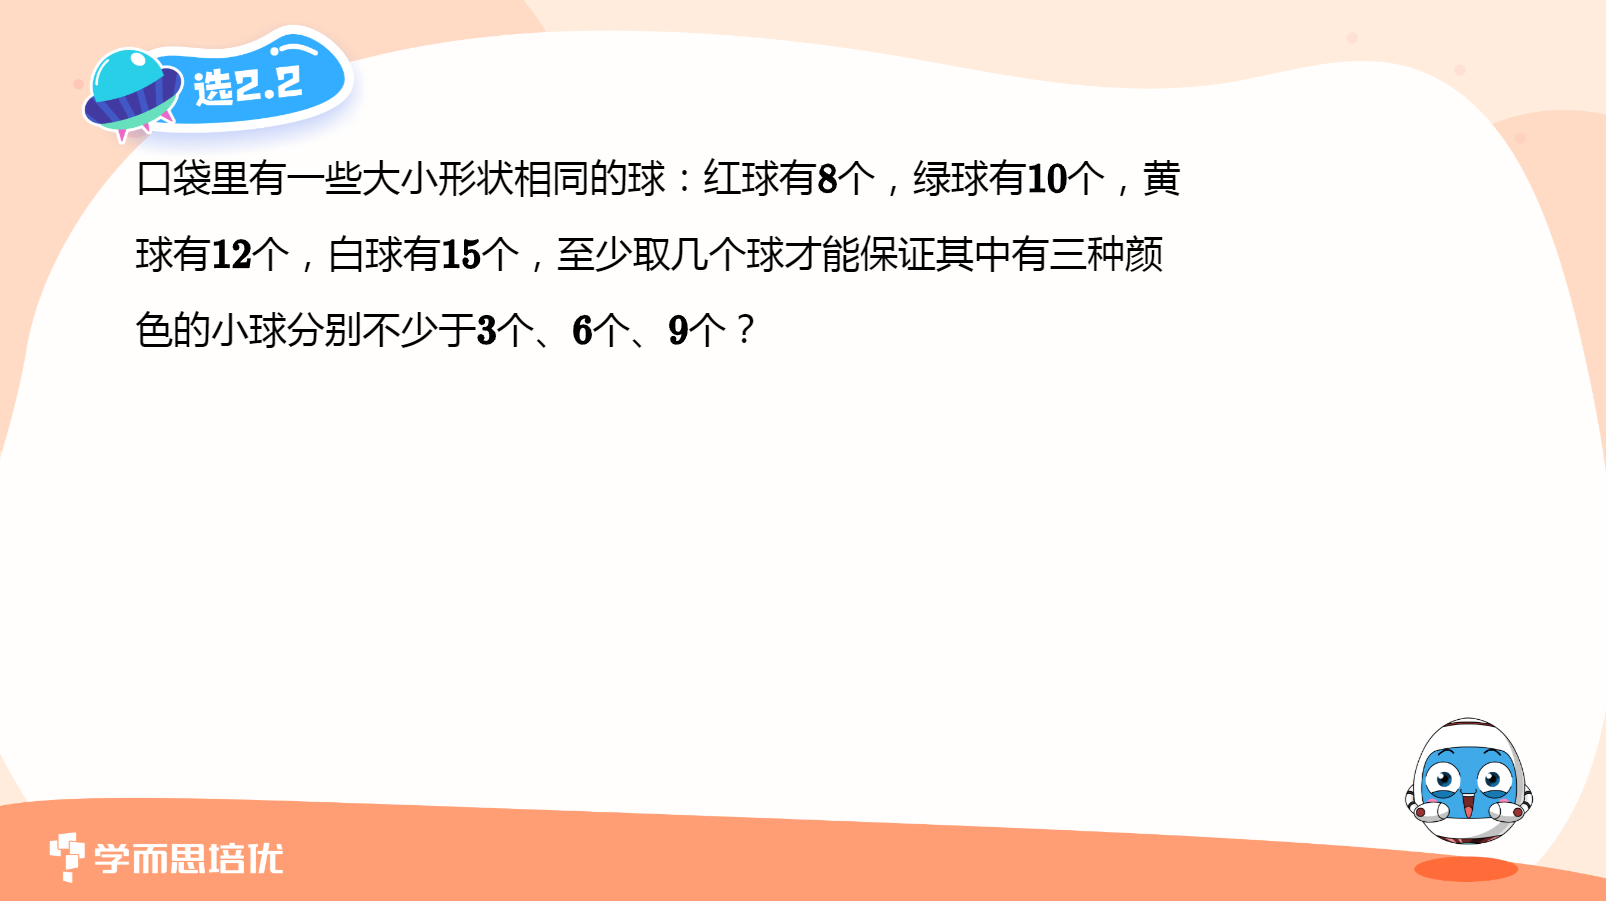 选2.2
口袋里有一些大小形状相同的球：红球有8个，绿球有10个，黄
球有12个，白球有15个，至少取几个球才能保证其中有三种颜
色的小球分别不少于3个、6个、9个？
学而思培优